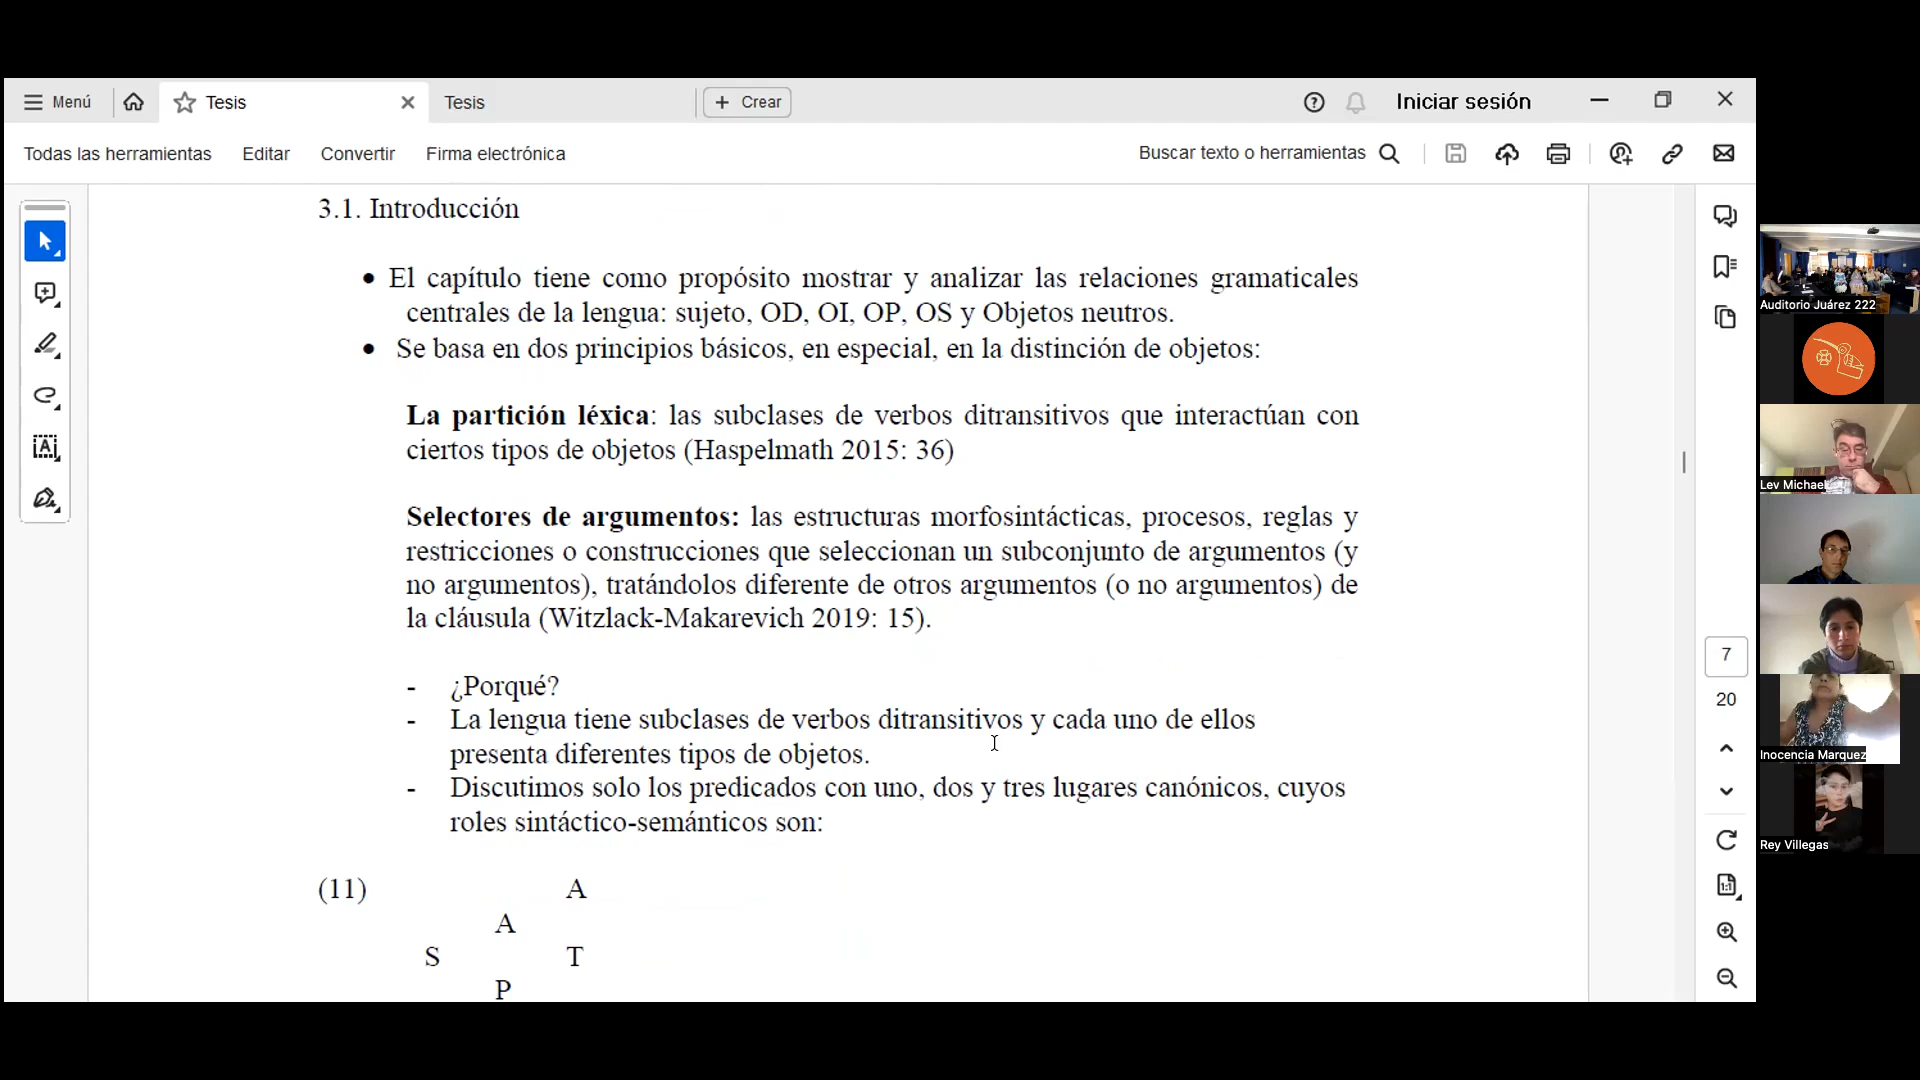 Menú
Tesis
Tesis
Crear
Iniciar sesión
Todas las herramientas
Editar
Convertir
Firma electrónica
Buscar texto o herramientas
3.1. Introducción
• El capítulo tiene como propósito mostrar y analizar las relaciones gramaticales
centrales de la lengua: sujeto, OD, OI, OP, OS y Objetos neutros.
• Se basa en dos principios básicos, en especial, en la distinción de objetos:
La partición léxica: las subclases de verbos ditransitivos que interactúan con
ciertos tipos de objetos (Haspelmath 2015: 36)
Selectores de argumentos: las estructuras morfosintácticas, procesos, reglas y
restricciones o construcciones que seleccionan un subconjunto de argumentos (y
no argumentos), tratándolos diferente de otros argumentos (o no argumentos) de
la cláusula (Witzlack-Makarevich 2019: 15).
- ¿Porqué?
- La lengua tiene subclases de verbos ditransitivos y cada uno de ellos
presenta diferentes tipos de objetos.
- Discutimos solo los predicados con uno, dos y tres lugares canónicos, cuyos
roles sintáctico-semánticos son:
(11) A
A
S T
P
7
20
Auditorio Juárez 222
Lev Michael
Inocencia Marquez
Rey Villegas